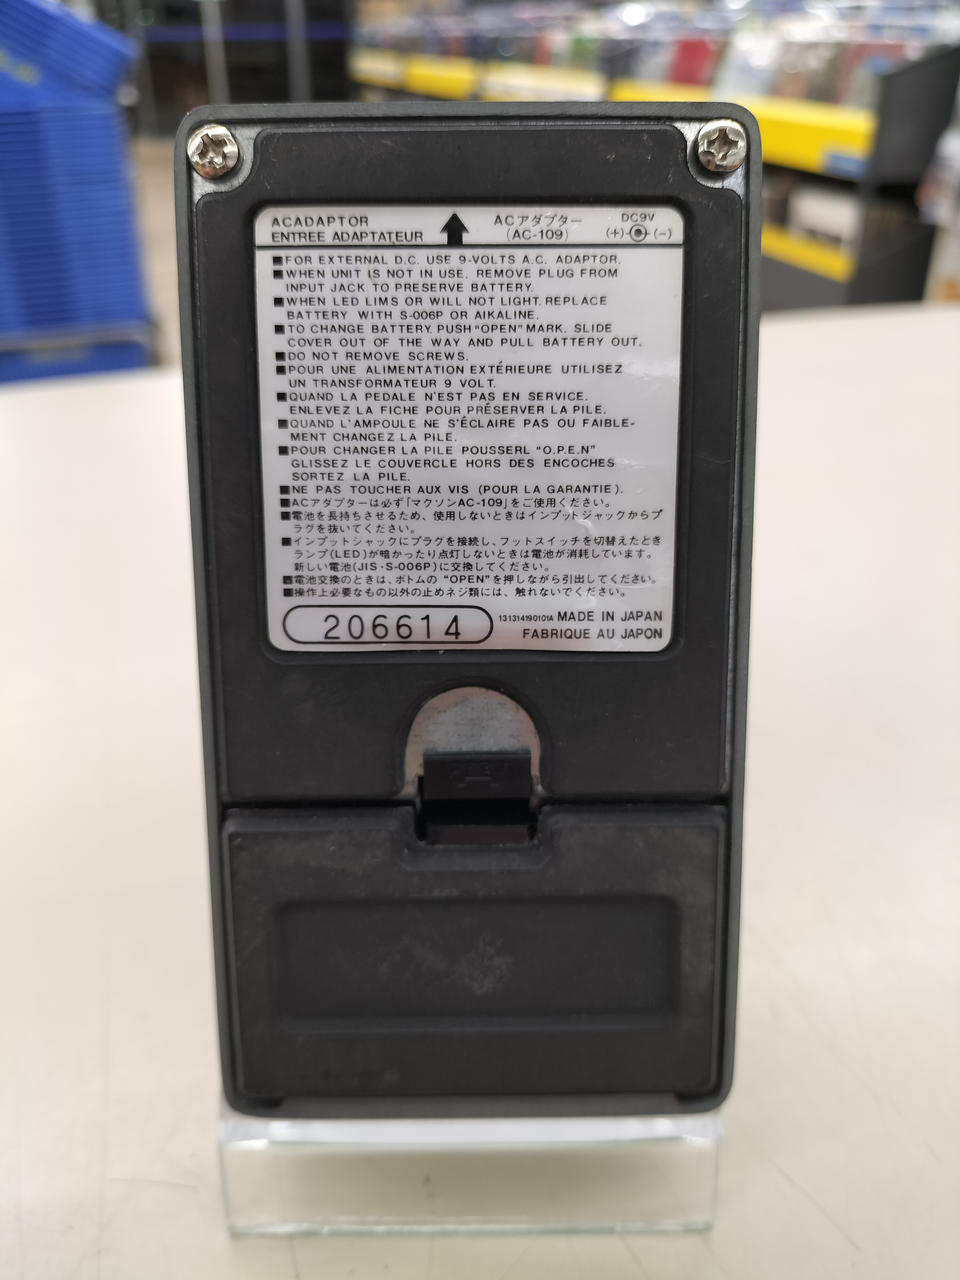 ACADAPTOR
ENTREE ADAPTATEUR
ACアダプター
(AC-109)
DC9V
(+) (−)
■FOR EXTERNAL D.C. USE 9-VOLTS A.C. ADAPTOR.
■WHEN UNIT IS NOT IN USE. REMOVE PLUG FROM
INPUT JACK TO PRESERVE BATTERY.
■WHEN LED LIMS OR WILL NOT LIGHT, REPLACE
BATTERY WITH S-006P OR AIKALINE.
■TO CHANGE BATTERY, PUSH "OPEN" MARK. SLIDE
COVER OUT OF THE WAY AND PULL BATTERY OUT.
■DO NOT REMOVE SCREWS.
■POUR UNE ALIMENTATION EXTÉRIEURE UTILISEZ
UN TRANSFORMATEUR 9 VOLT.
■QUAND LA PEDALE N'EST PAS EN SERVICE.
ENLEVEZ LA FICHE POUR PRÉSERVER LA PILE.
■QUAND L'AMPOULE NE S'ÉCLAIRE PAS OU FAIBLE-
MENT CHANGEZ LA PILE.
■POUR CHANGER LA PILE POUSSERL "O.P.E.N"
GLISSEZ LE COUVERCLE HORS DES ENCOCHES
SORTEZ LA PILE.
■NE PAS TOUCHER AUX VIS (POUR LA GARANTIE).
■ACアダプターは必ず「マクソンAC-109」をご使用ください。
■電池を長持ちさせるため、使用しないときはインプットジャックからプ
ラグを抜いてください。
■インプットジャックにプラグを接続し、フットスイッチを切替えたとき
ランプ(LED)が暗かったり点灯しないときは電池が消耗しています。
新しい電池(JIS・S-006P)に交換してください。
■電池交換のときは、ボトムの "OPEN"を押しながら引出してください。
■操作上必要なもの以外の止めネジ類には、触れないでください。
206614
131314190101A MADE IN JAPAN
FABRIQUE AU JAPON